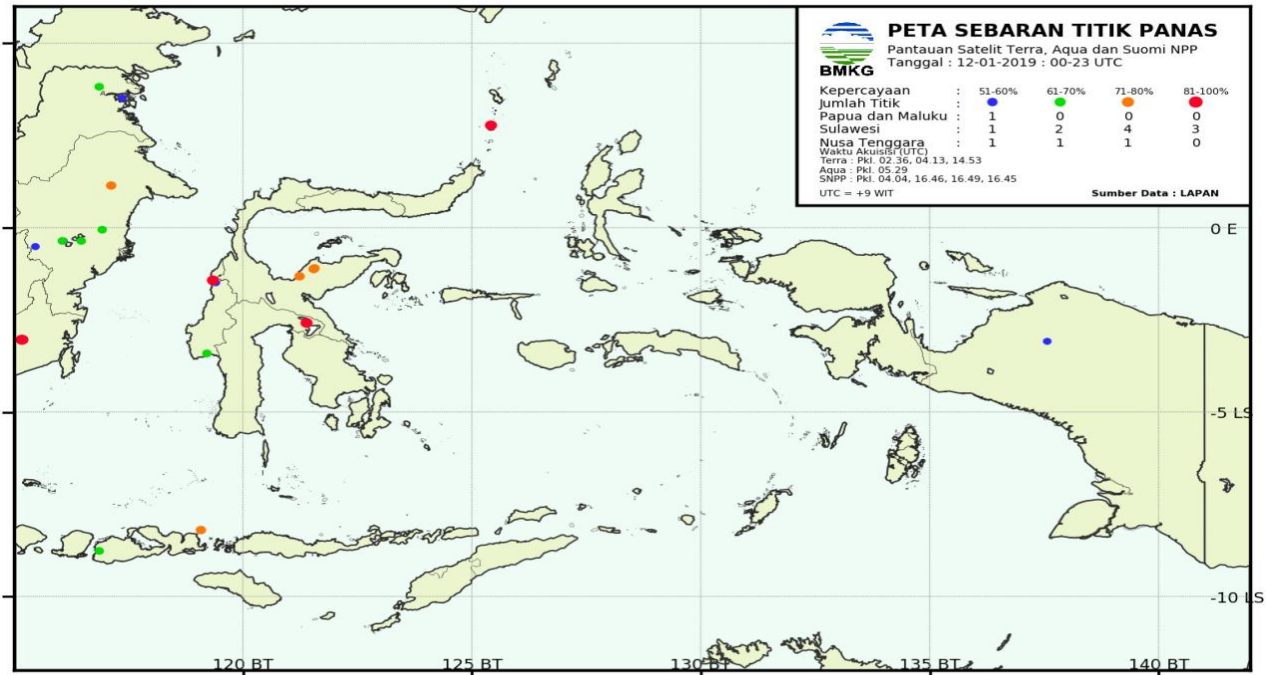 PETA SEBARAN TITIK PANAS
Pantauan Satelit Terra, Aqua dan Suomi NPP
Tanggal : 12-01-2019 : 00-23 UTC
BMKG
Kepercayaan : 51-60% 61-70% 71-80% 81-100%
Jumlah Titik :
Papua dan Maluku : 1 0 0 0
Sulawesi : 1 2 4 3
Nusa Tenggara : 1 1 1 0
Waktu Akuisisi (UTC)
Terra : Pkl. 02.36, 04.13, 14.53
Aqua : Pkl. 05.29
SNPP : Pkl. 04.04, 16.46, 16.49, 16.45
UTC = +9 WIT Sumber Data : LAPAN
0 E
-5 LS
-10 LS
120 BT 125 BT 130 BT 135 BT 140 BT